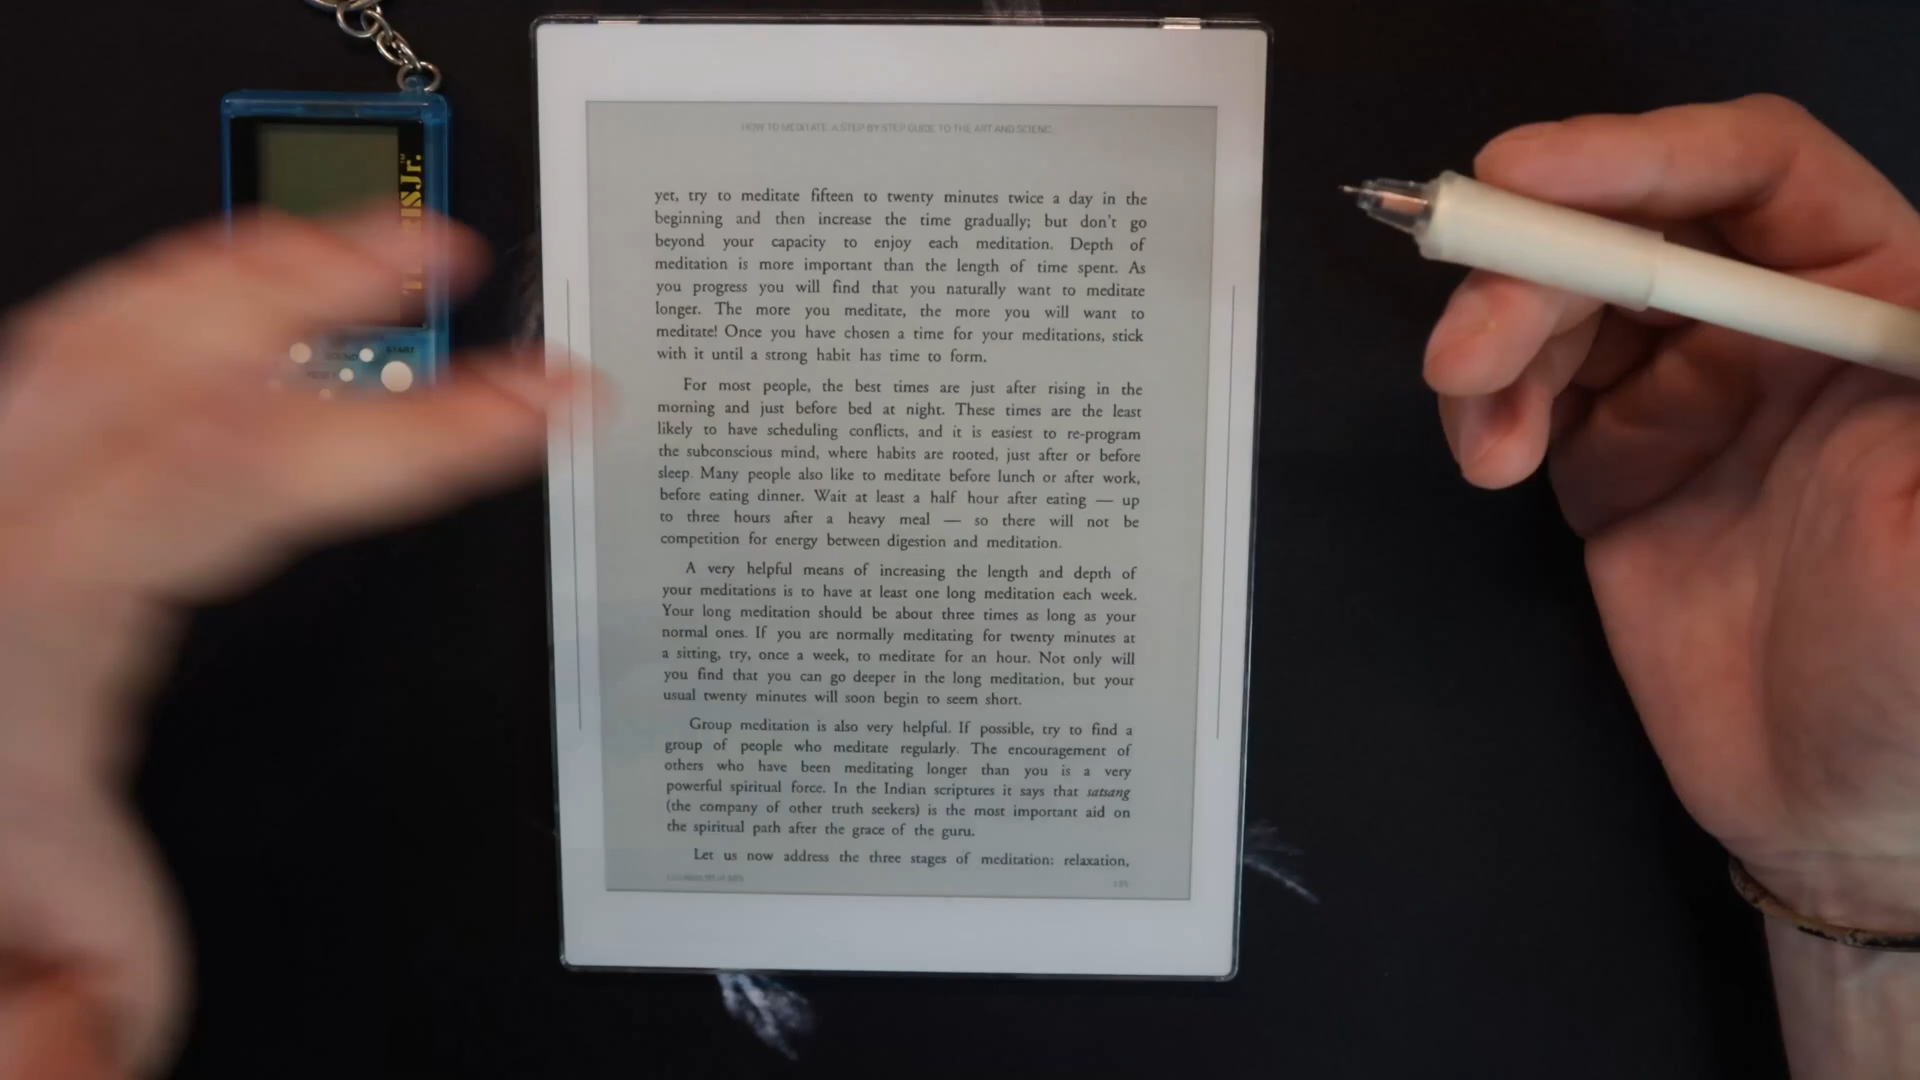 HOW TO MEDITATE: A STEP BY STEP GUIDE TO THE ART AND SCIENC...
yet, try to meditate fifteen to twenty minutes twice a day in the
beginning and then increase the time gradually; but don't go
beyond your capacity to enjoy each meditation. Depth of
meditation is more important than the length of time spent. As
you progress you will find that you naturally want to meditate
longer. The more you meditate, the more you will want to
meditate! Once you have chosen a time for your meditations, stick
with it until a strong habit has time to form.
For most people, the best times are just after rising in the
morning and just before bed at night. These times are the least
likely to have scheduling conflicts, and it is easiest to re-program
the subconscious mind, where habits are rooted, just after or before
sleep. Many people also like to meditate before lunch or after work,
before eating dinner. Wait at least a half hour after eating — up
to three hours after a heavy meal — so there will not be
competition for energy between digestion and meditation.
A very helpful means of increasing the length and depth of
your meditations is to have at least one long meditation each week.
Your long meditation should be about three times as long as your
normal ones. If you are normally meditating for twenty minutes at
a sitting, try, once a week, to meditate for an hour. Not only will
you find that you can go deeper in the long meditation, but your
usual twenty minutes will soon begin to seem short.
Group meditation is also very helpful. If possible, try to find a
group of people who meditate regularly. The encouragement of
others who have been meditating longer than you is a very
powerful spiritual force. In the Indian scriptures it says that satsang
(the company of other truth seekers) is the most important aid on
the spiritual path after the grace of the guru.
Let us now address the three stages of meditation: relaxation,
Jr.
SOUND
START